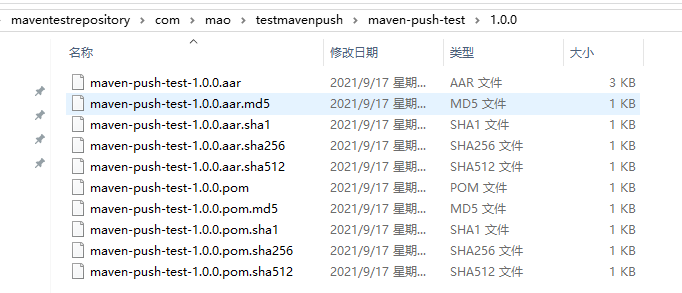 maventestrepository > com > mao > testmavenpush > maven-push-test > 1.0.0
名称 修改日期 类型 大小
maven-push-test-1.0.0.aar 2021/9/17 星期... AAR 文件 3 KB
maven-push-test-1.0.0.aar.md5 2021/9/17 星期... MD5 文件 1 KB
maven-push-test-1.0.0.aar.sha1 2021/9/17 星期... SHA1 文件 1 KB
maven-push-test-1.0.0.aar.sha256 2021/9/17 星期... SHA256 文件 1 KB
maven-push-test-1.0.0.aar.sha512 2021/9/17 星期... SHA512 文件 1 KB
maven-push-test-1.0.0.pom 2021/9/17 星期... POM 文件 1 KB
maven-push-test-1.0.0.pom.md5 2021/9/17 星期... MD5 文件 1 KB
maven-push-test-1.0.0.pom.sha1 2021/9/17 星期... SHA1 文件 1 KB
maven-push-test-1.0.0.pom.sha256 2021/9/17 星期... SHA256 文件 1 KB
maven-push-test-1.0.0.pom.sha512 2021/9/17 星期... SHA512 文件 1 KB